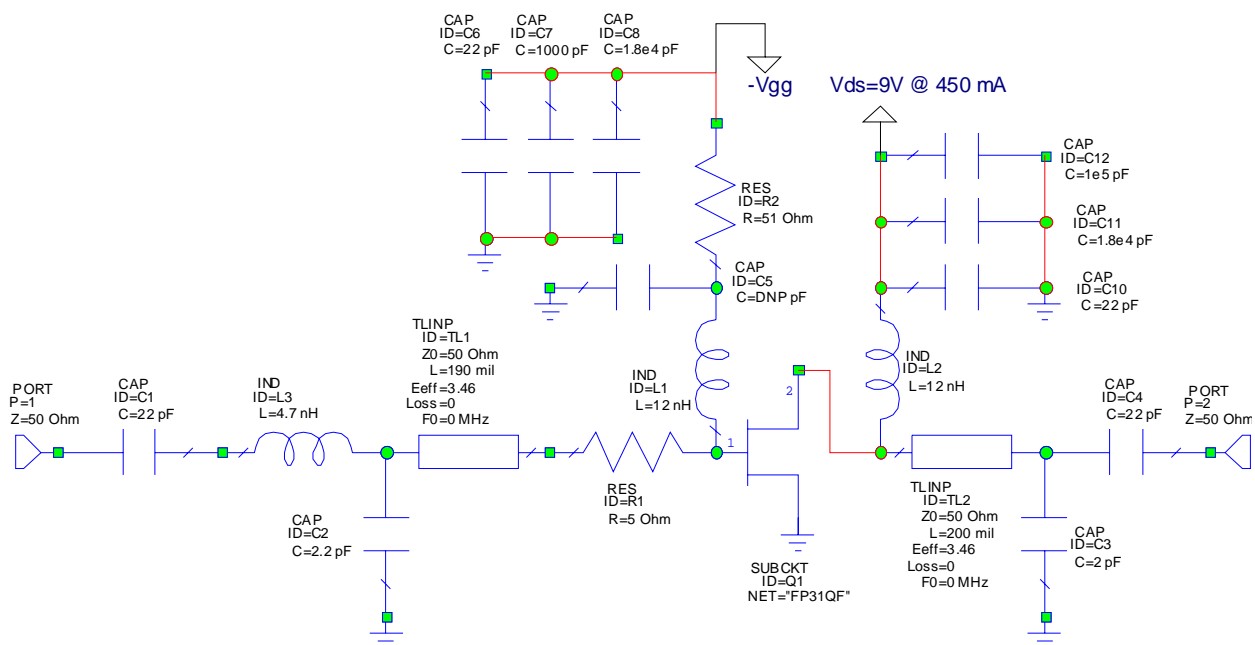 CAP
ID=C6
C=22 pF
CAP
ID=C7
C=1000 pF
CAP
ID=C8
C=1.8e4 pF
-Vgg
Vds=9V @ 450 mA
CAP
ID=C12
C=1e5 pF
CAP
ID=C11
C=1.8e4 pF
CAP
ID=C10
C=22 pF
RES
ID=R2
R=51 Ohm
CAP
ID=C5
C=DNP pF
TLINP
ID=TL1
Z0=50 Ohm
L=190 mil
Eeff=3.46
Loss=0
F0=0 MHz
IND
ID=L1
L=12 nH
IND
ID=L2
L=12 nH
PORT
P=1
Z=50 Ohm
CAP
ID=C1
C=22 pF
IND
ID=L3
L=4.7 nH
2
1
CAP
ID=C4
C=22 pF
PORT
P=2
Z=50 Ohm
CAP
ID=C2
C=2.2 pF
RES
ID=R1
R=5 Ohm
SUBCKT
ID=Q1
NET="FP31QF"
TLINP
ID=TL2
Z0=50 Ohm
L=200 mil
Eeff=3.46
Loss=0
F0=0 MHz
CAP
ID=C3
C=2 pF